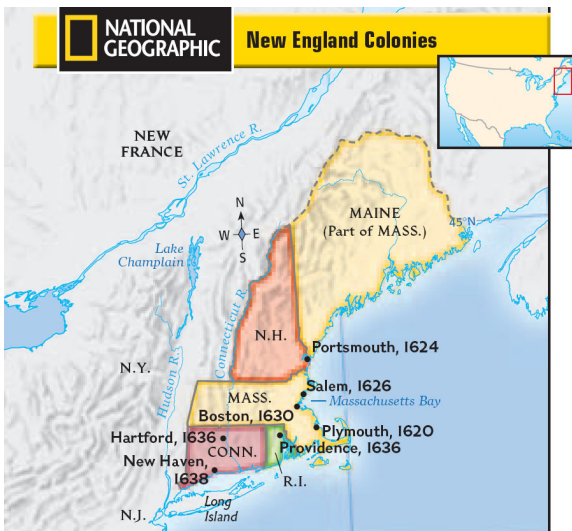 NATIONAL
GEOGRAPHIC
New England Colonies
NEW
FRANCE
St. Lawrence R.
N
W E
S
MAINE
(Part of MASS.)
45°N
Lake
Champlain
Connecticut R.
Hudson R.
N.H.
Portsmouth, 1624
N.Y.
MASS.
Salem, 1626
Massachusetts Bay
Boston, 1630
Plymouth, 1620
Hartford, 1636
Providence, 1636
CONN.
New Haven,
1638
R.I.
Long
Island
N.J.